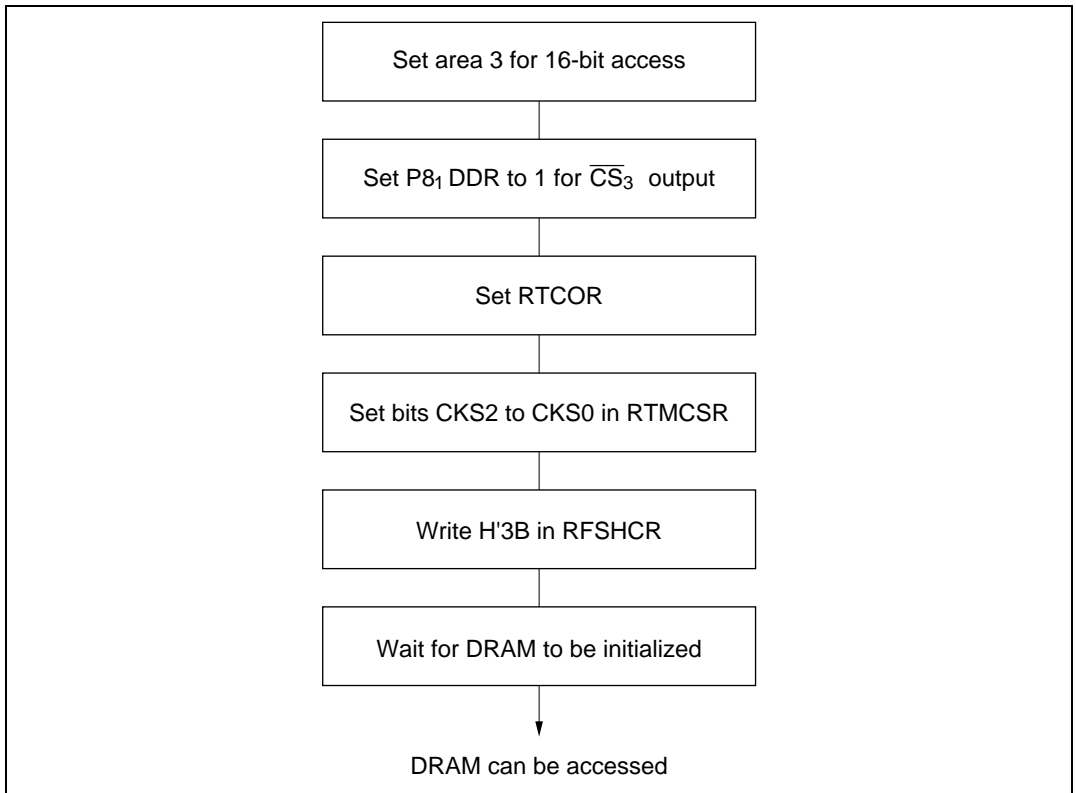 Set area 3 for 16-bit access
Set P8₁ DDR to 1 for C̅S̅₃ output
Set RTCOR
Set bits CKS2 to CKS0 in RTMCSR
Write H'3B in RFSHCR
Wait for DRAM to be initialized
DRAM can be accessed